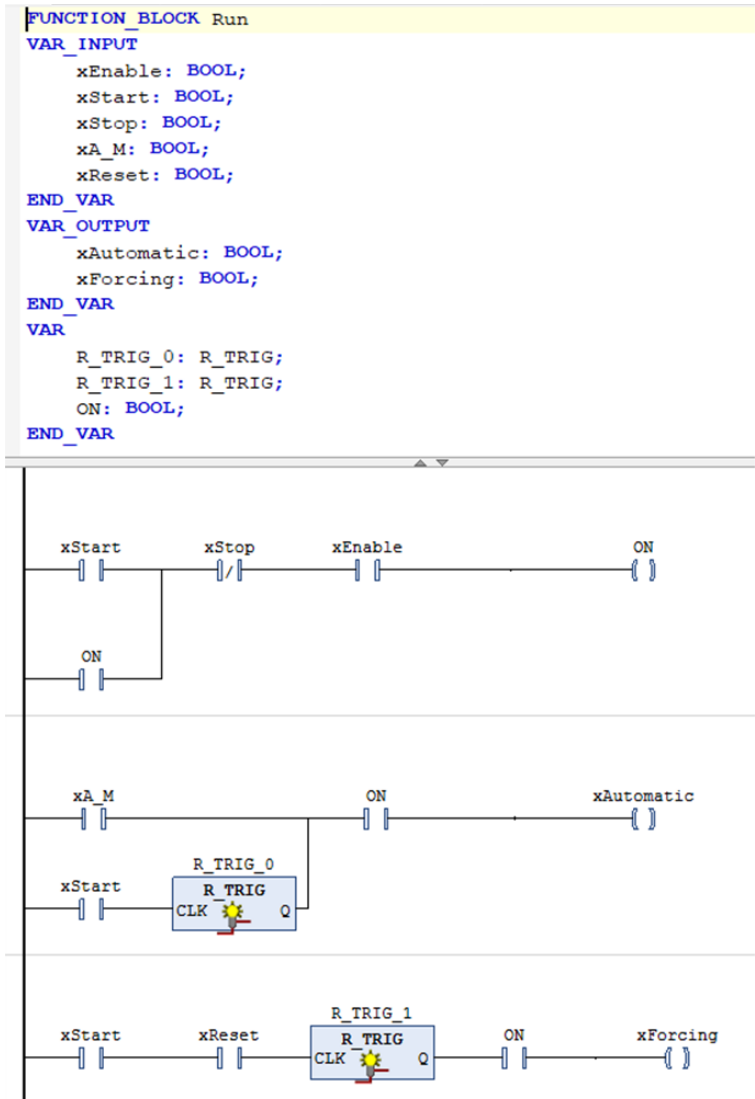 FUNCTION_BLOCK Run
VAR_INPUT
xEnable: BOOL;
xStart: BOOL;
xStop: BOOL;
xA_M: BOOL;
xReset: BOOL;
END_VAR
VAR_OUTPUT
xAutomatic: BOOL;
xForcing: BOOL;
END_VAR
VAR
R_TRIG_0: R_TRIG;
R_TRIG_1: R_TRIG;
ON: BOOL;
END_VAR
xStart xStop xEnable ON
ON
xA_M ON xAutomatic
R_TRIG_0
xStart R_TRIG
CLK Q
R_TRIG_1
xStart xReset R_TRIG ON xForcing
CLK Q